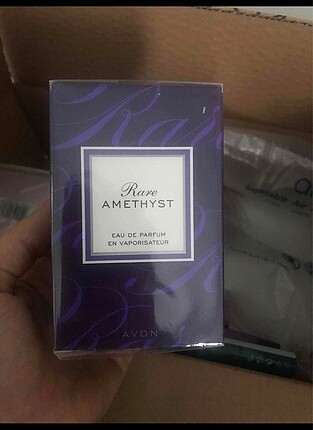 Rare
AMETHYST
EAU DE PARFUM
EN VAPORISATEUR
AVON